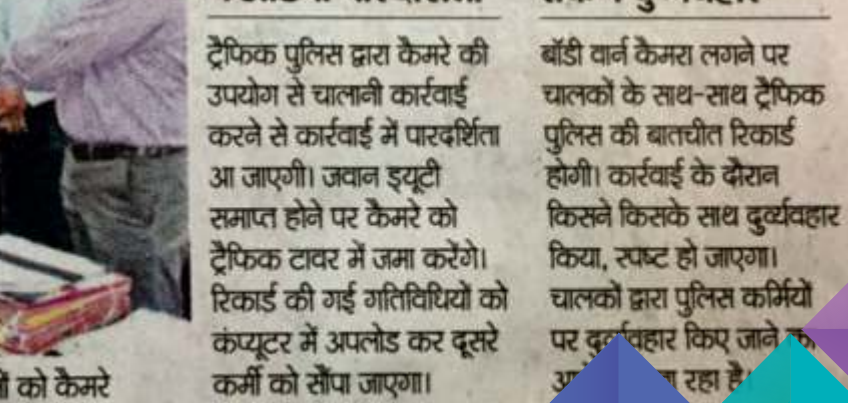 ट्रैफिक पुलिस द्वारा कैमरे की
उपयोग से चालानी कार्रवाई
करने से कार्रवाई में पारदर्शिता
आ जाएगी। जवान ड्यूटी
समाप्त होने पर कैमरे को
ट्रैफिक टावर में जमा करेंगे।
रिकार्ड की गई गतिविधियों को
कंप्यूटर में अपलोड कर दूसरे
कर्मी को सौंपा जाएगा।
बॉडी वार्न कैमरा लगने पर
चालकों के साथ-साथ ट्रैफिक
पुलिस की बातचीत रिकार्ड
होगी। कार्रवाई के दौरान
किसने किसके साथ दुर्व्यवहार
किया, स्पष्ट हो जाएगा।
चालकों द्वारा पुलिस कर्मियों
पर दुर्व्यवहार किए जाने का
रहा है।
को कैमरे